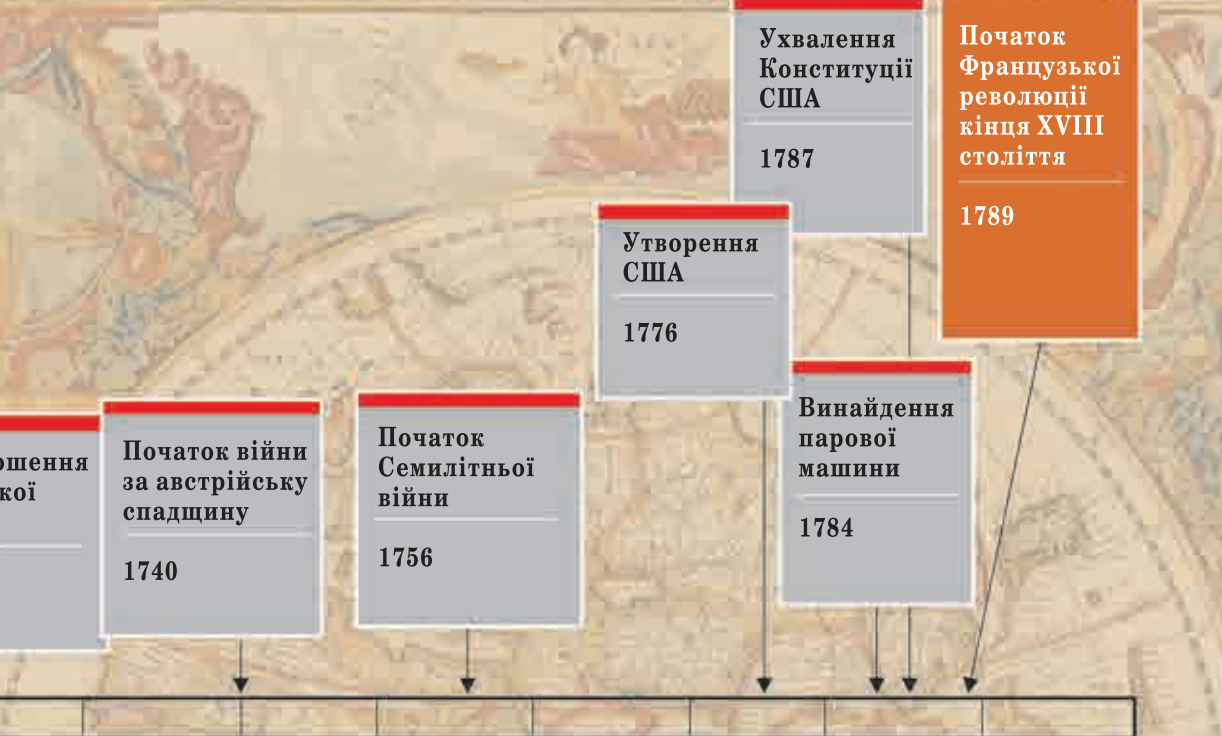 Ухвалення
Конституції
США
1787
Початок
Французької
революції
кінця XVIII
століття
1789
Утворення
США
1776
Винайдення
парової
машини
1784
Початок війни
за австрійську
спадщину
1740
Початок
Семилітньої
війни
1756